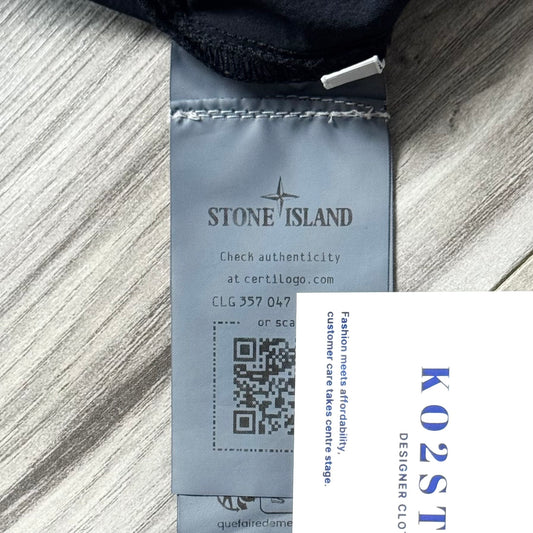 STONE ISLAND
Check authenticity
at certilogo.com
CLG 357 047
or sca
quefairedeme
Fashion meets affordability,
customer care takes centre stage.
KO2ST
DESIGNER CLO